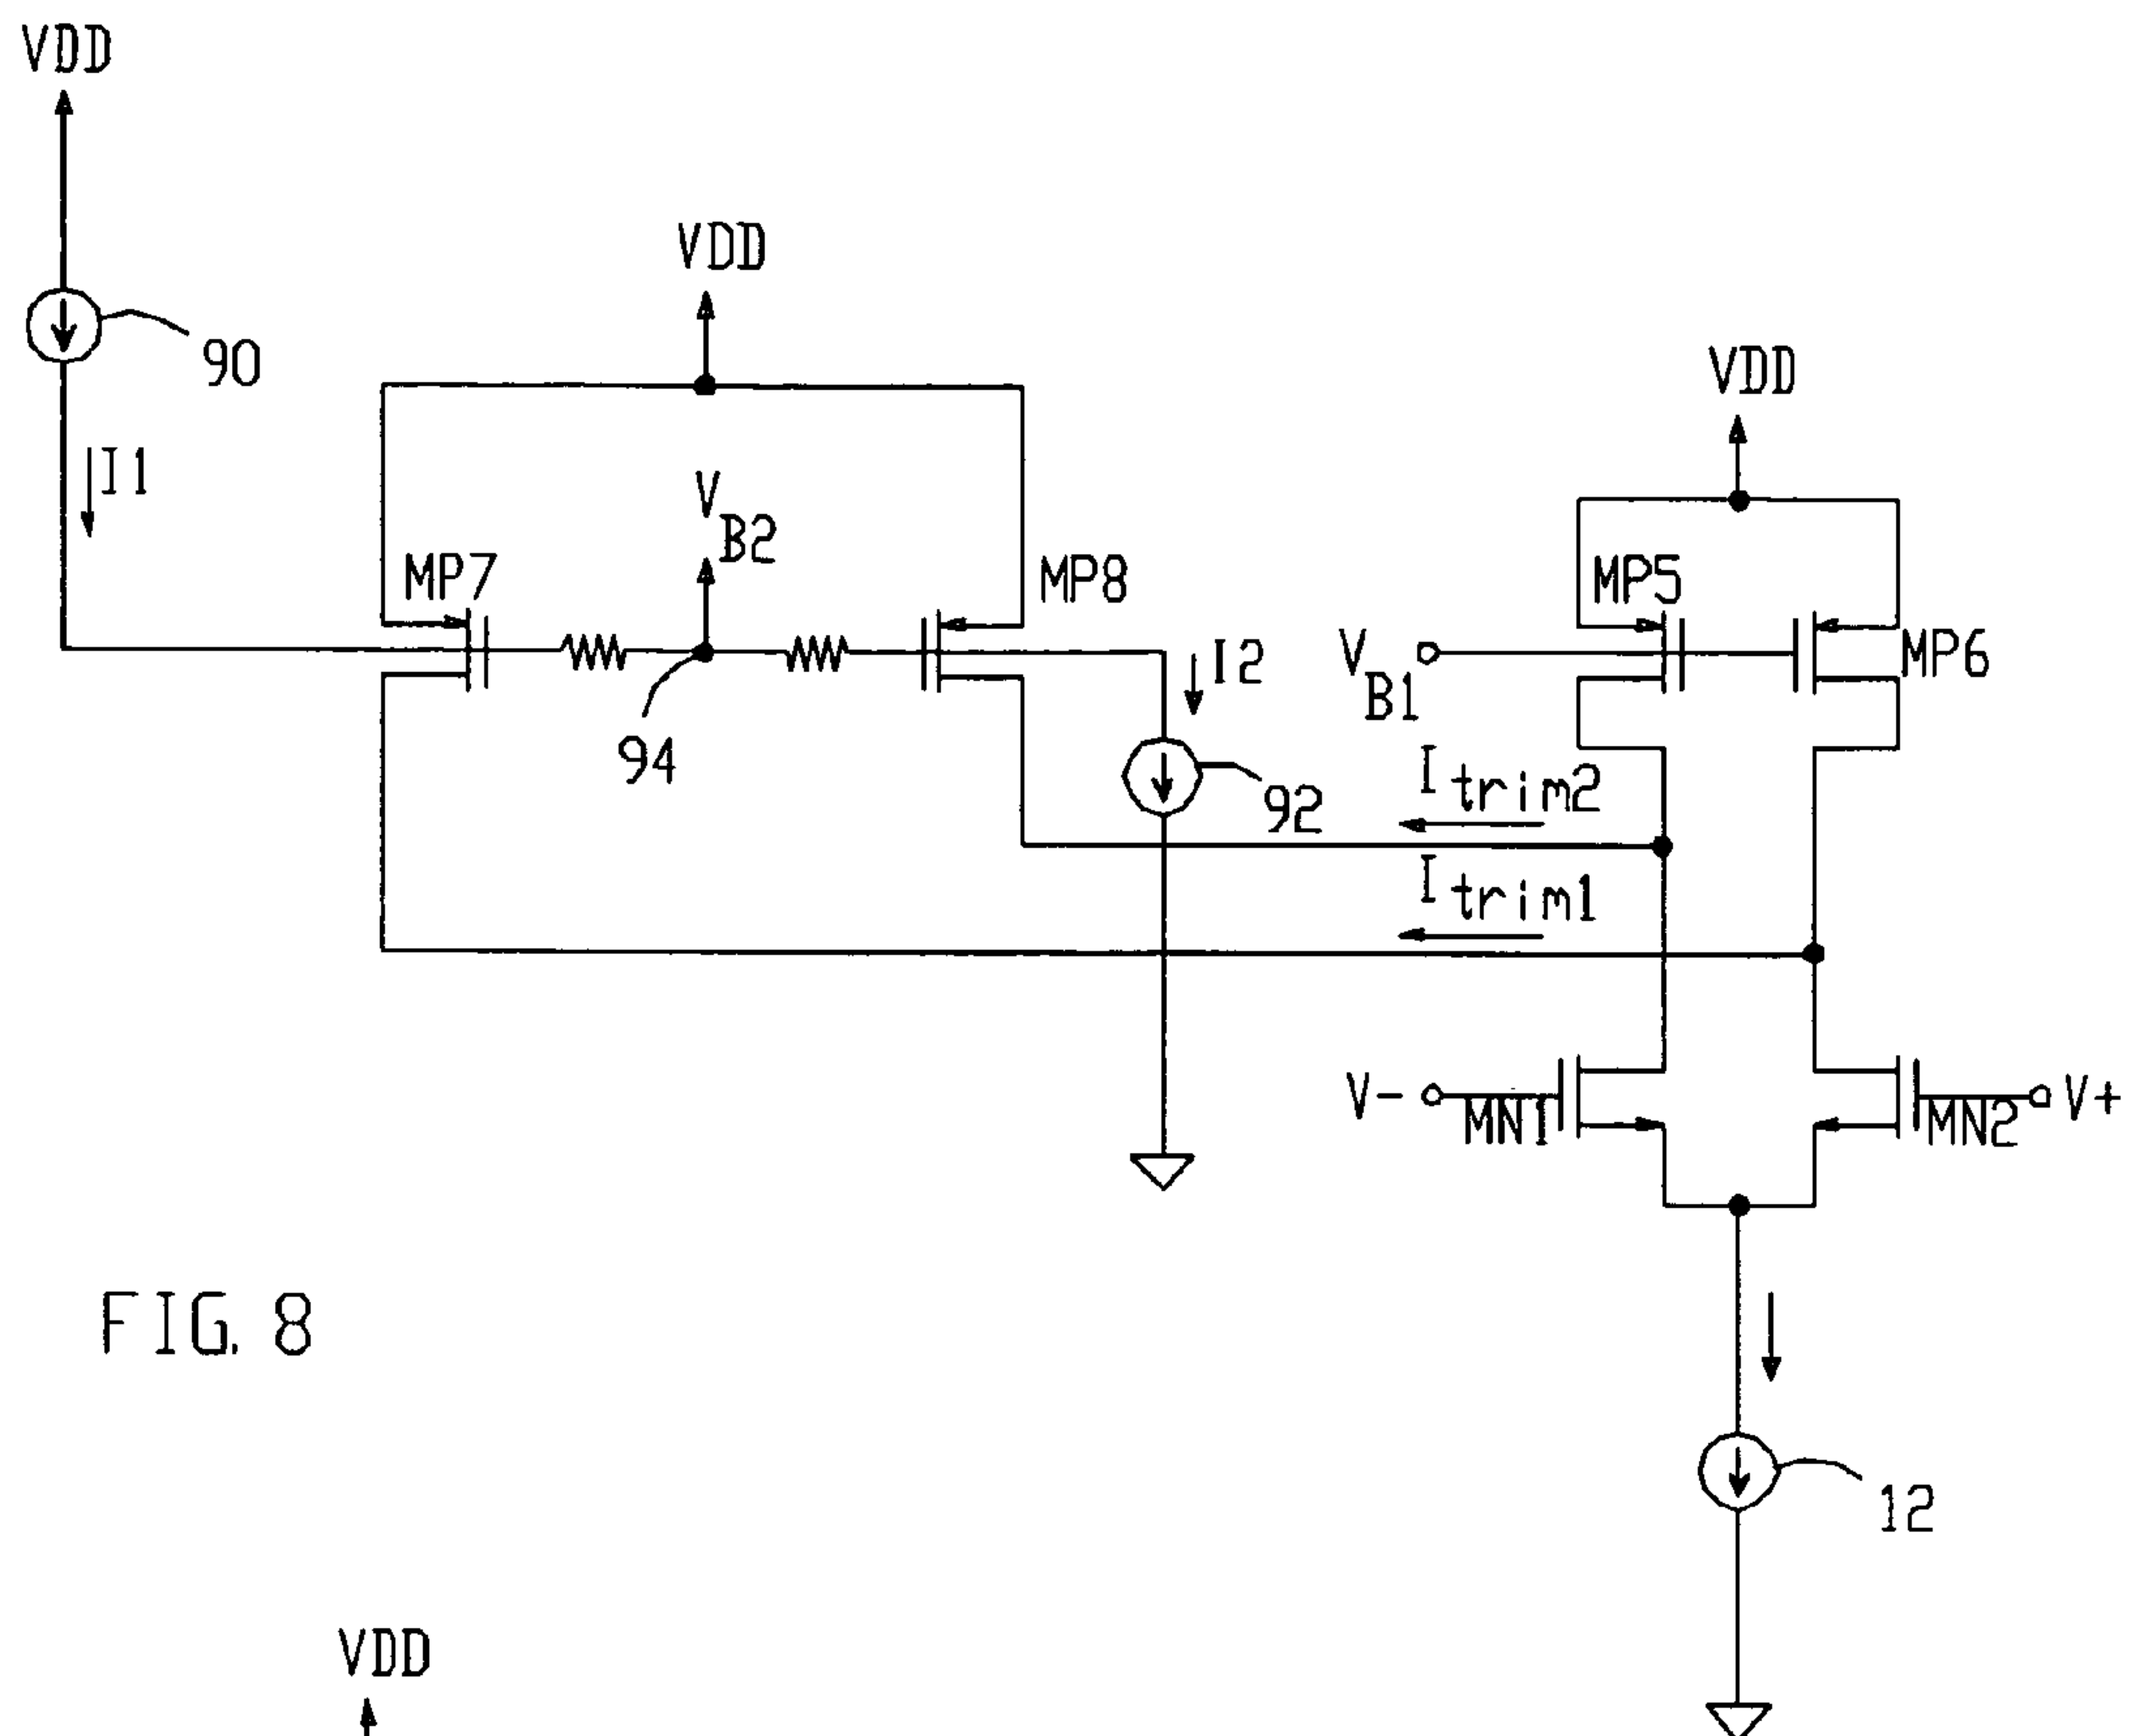 VDD
90
I1
VDD
VB2
MP7
MP8
94
I2
92
VDD
MP5
MP6
VB1
Itrim2
Itrim1
V-
MN1
MN2
V+
12
FIG. 8
VDD